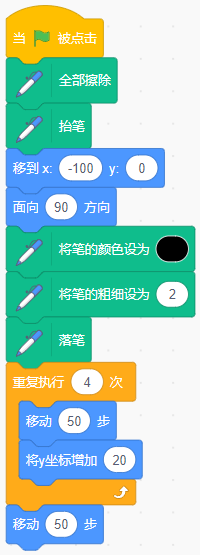 当 被点击
全部擦除
抬笔
移到 x: -100 y: 0
面向 90 方向
将笔的颜色设为
将笔的粗细设为 2
落笔
重复执行 4 次
移动 50 步
将y坐标增加 20
移动 50 步